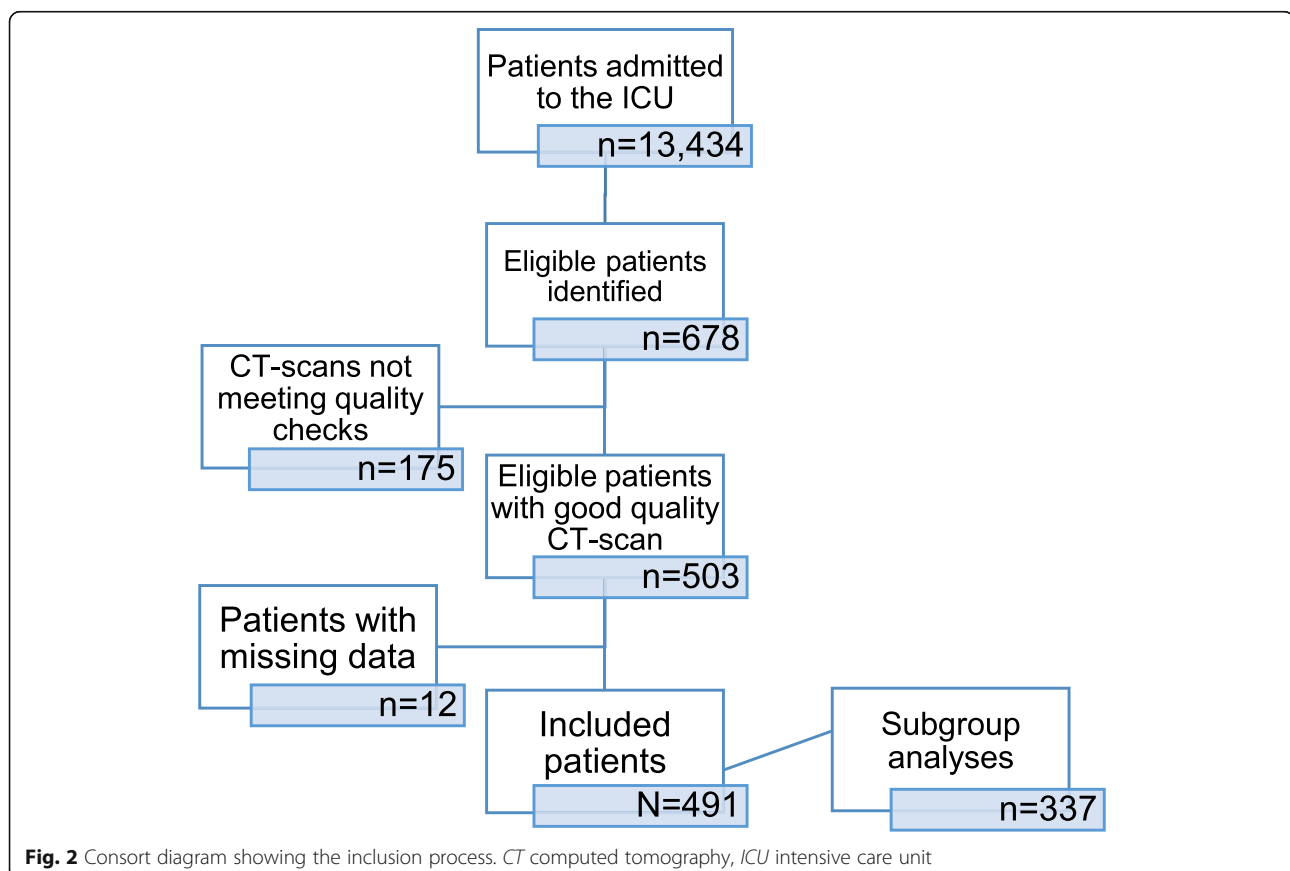 Patients admitted
to the ICU
n=13,434
Eligible patients
identified
n=678
CT-scans not
meeting quality
checks
n=175
Eligible patients
with good quality
CT-scan
n=503
Patients with
missing data
n=12
Included
patients
N=491
Subgroup
analyses
n=337
Fig. 2 Consort diagram showing the inclusion process. CT computed tomography, ICU intensive care unit